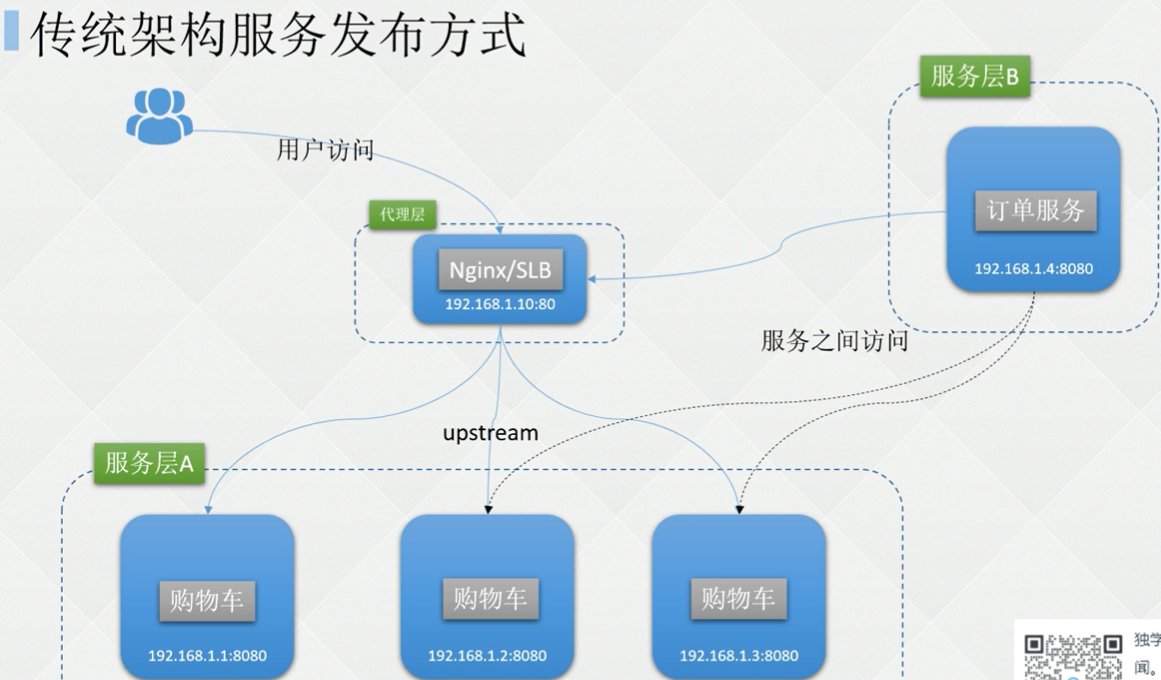 传统架构服务发布方式
服务层B
用户访问
订单服务
代理层
192.168.1.4:8080
Nginx/SLB
192.168.1.10:80
服务之间访问
upstream
服务层A
购物车
购物车
购物车
192.168.1.1:8080
192.168.1.2:8080
192.168.1.3:8080
独学
闻。